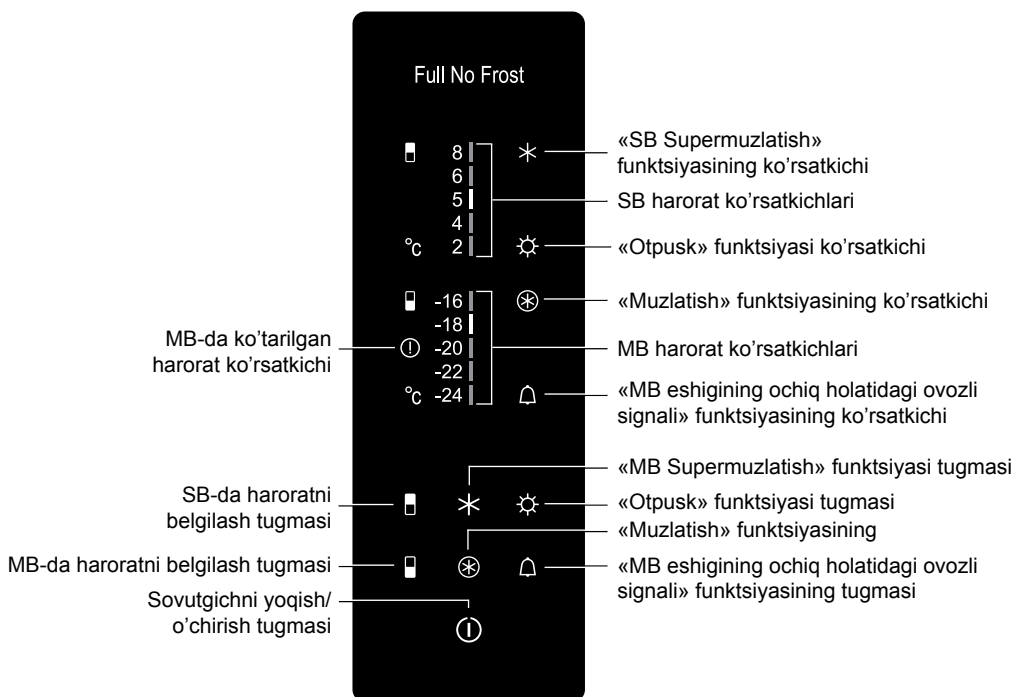 Full No Frost
8
6
5
4
°C 2
-16
-18
-20
-22
°C -24
«SB Supermuzlatish»
funktsiyasining ko’rsatkichi
SB harorat ko’rsatkichlari
«Otpusk» funktsiyasi ko’rsatkichi
«Muzlatish» funktsiyasining ko’rsatkichi
MB-da ko’tarilgan
harorat ko’rsatkichi
MB harorat ko’rsatkichlari
«MB eshigining ochiq holatidagi ovozli
signali» funktsiyasining ko’rsatkichi
«MB Supermuzlatish» funktsiyasi tugmasi
SB-da haroratni
belgilash tugmasi
«Otpusk» funktsiyasi tugmasi
«Muzlatish» funktsiyasining
MB-da haroratni belgilash tugmasi
«MB eshigining ochiq holatidagi ovozli
signali» funktsiyasining tugmasi
Sovutgichni yoqish/
o’chirish tugmasi